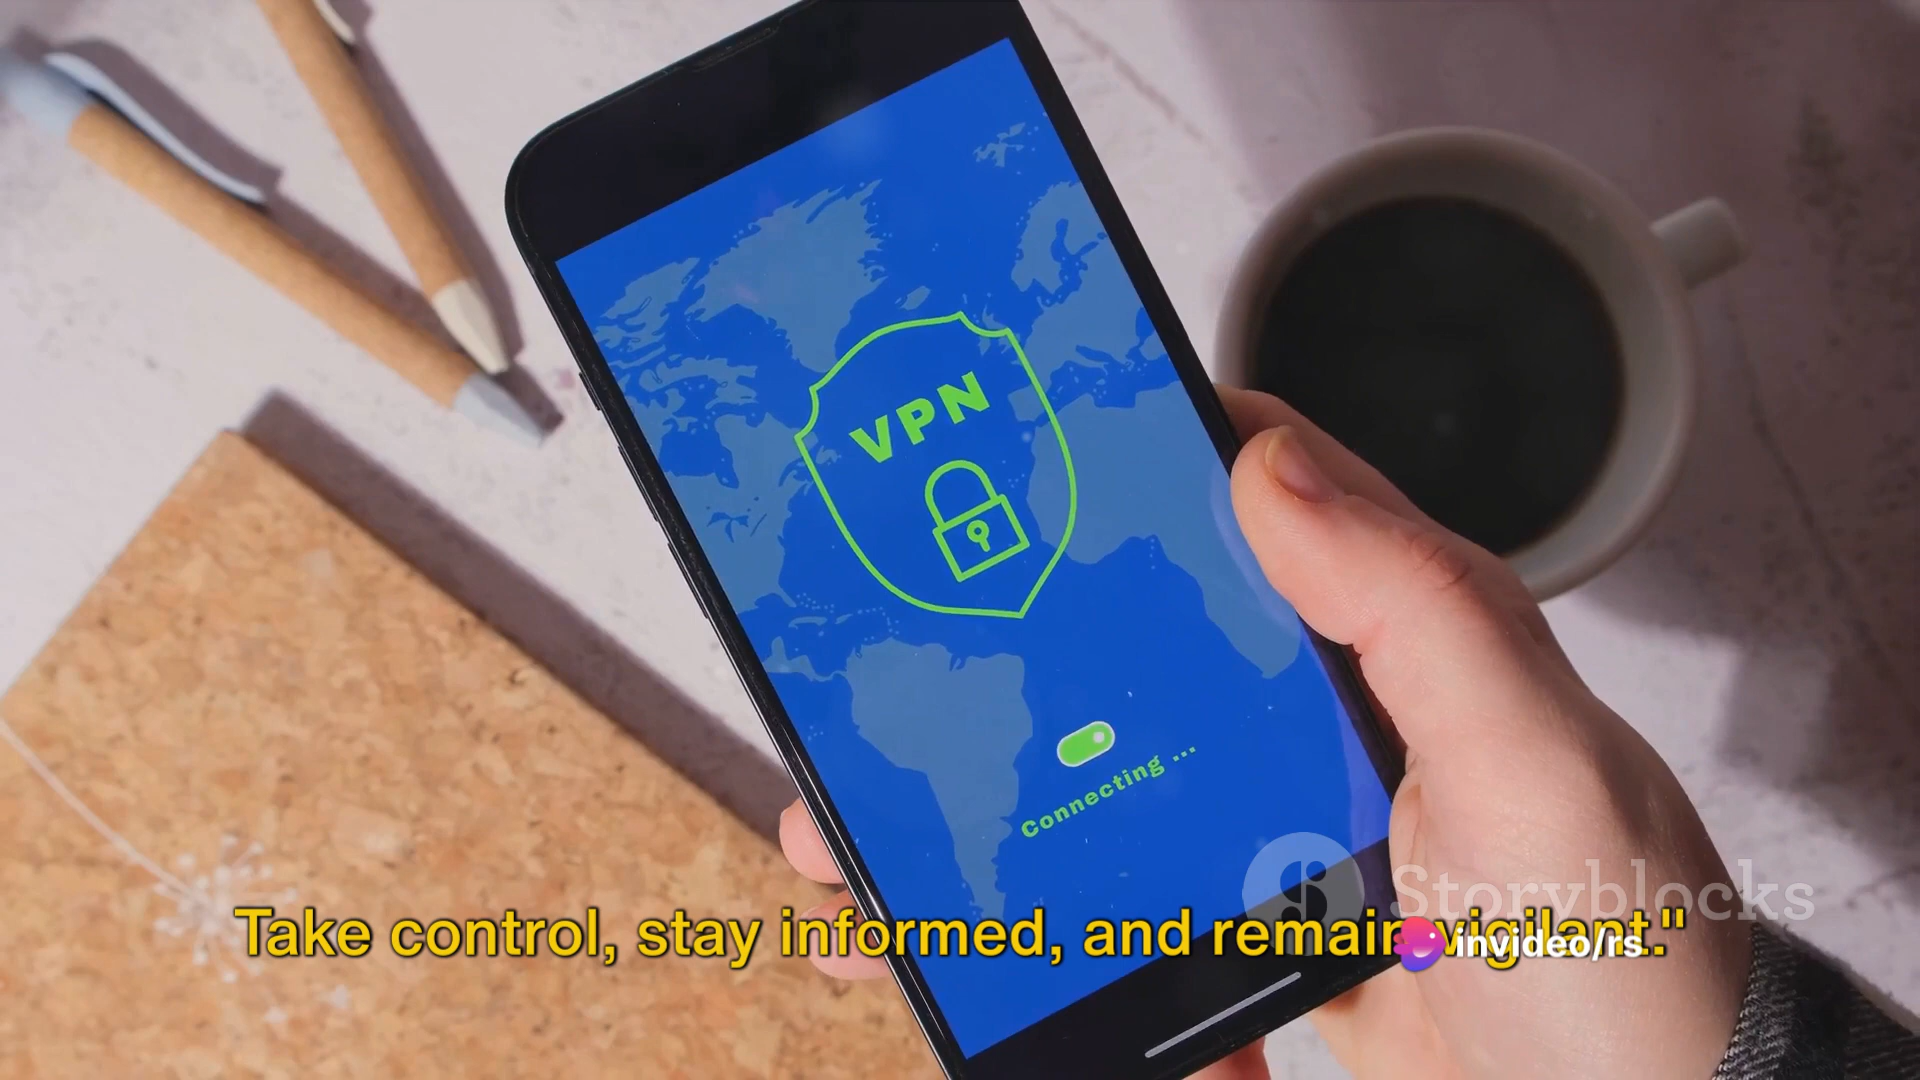 VPN
Connecting ...
Storyblocks
Take control, stay informed, and remain vigilant."
invideo/rs